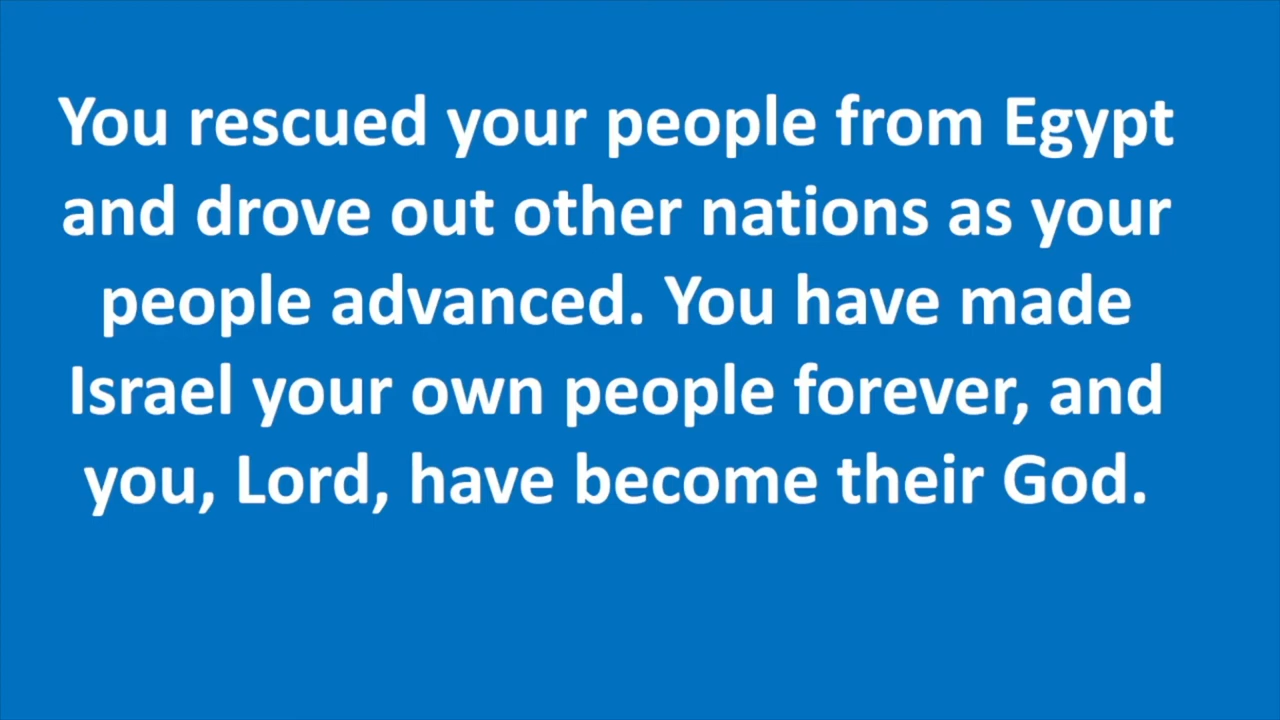 You rescued your people from Egypt
and drove out other nations as your
people advanced. You have made
Israel your own people forever, and
you, Lord, have become their God.